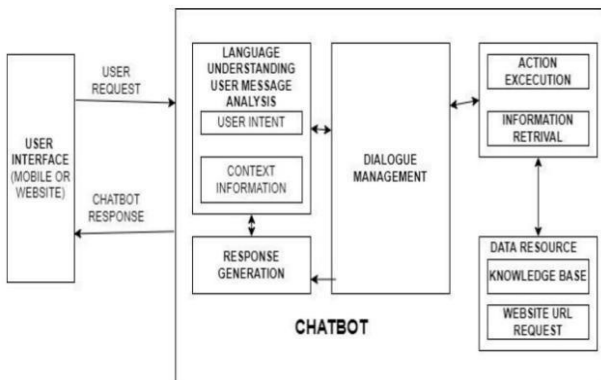 USER
INTERFACE
(MOBILE OR
WEBSITE)
USER
REQUEST
CHATBOT
RESPONSE
LANGUAGE
UNDERSTANDING
USER MESSAGE
ANALYSIS
USER INTENT
CONTEXT
INFORMATION
RESPONSE
GENERATION
DIALOGUE
MANAGEMENT
ACTION
EXCECUTION
INFORMATION
RETRIVAL
DATA RESOURCE
KNOWLEDGE BASE
WEBSITE URL
REQUEST
CHATBOT